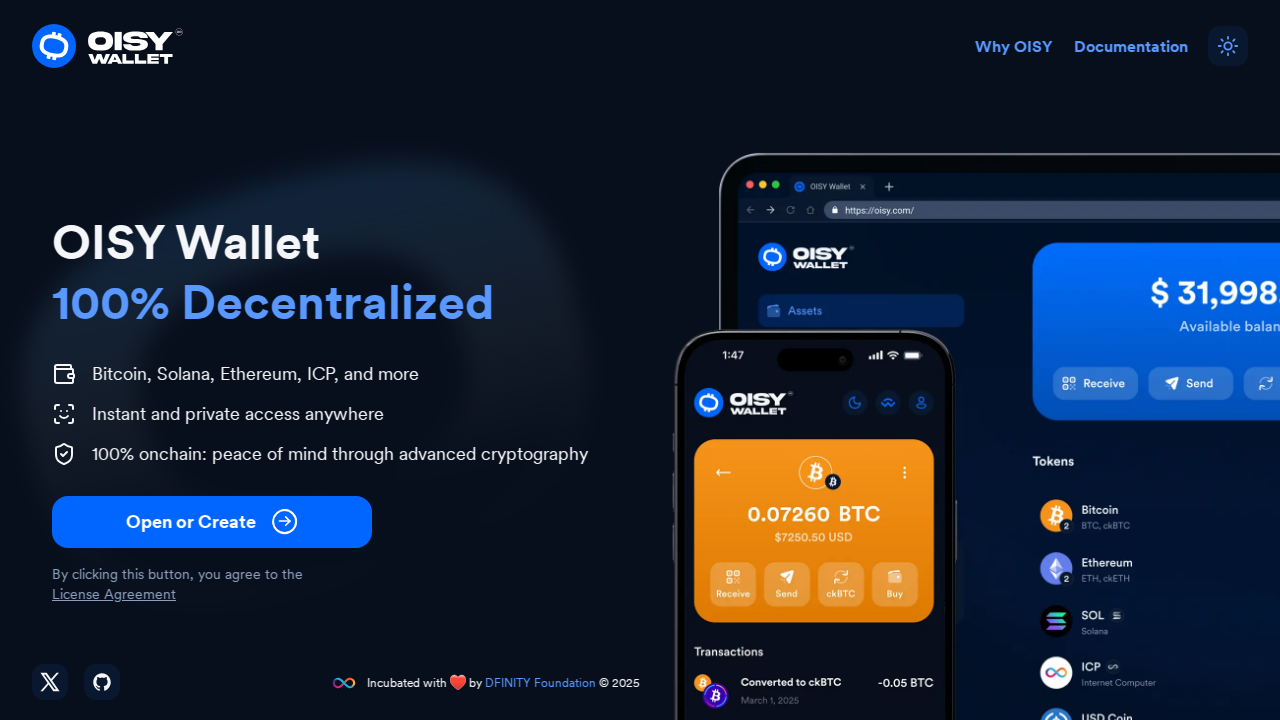 OISY
WALLET
Why OISY
Documentation
OISY Wallet
100% Decentralized
Bitcoin, Solana, Ethereum, ICP, and more
Instant and private access anywhere
100% onchain: peace of mind through advanced cryptography
Open or Create
By clicking this button, you agree to the
License Agreement
Incubated with ❤️ by DFINITY Foundation © 2025
OISY Wallet
https://oisy.com/
OISY
WALLET
Assets
$ 31,998
Available balan
Receive
Send
Tokens
Bitcoin
2
BTC, ckBTC
Ethereum
2
ETH, ckETH
SOL
Solana
ICP
Internet Computer
USD Coin
1:47
OISY
WALLET
0.07260 BTC
$7250.50 USD
Receive
Send
ckBTC
Buy
Transactions
Converted to ckBTC
-0.05 BTC
March 1, 2025